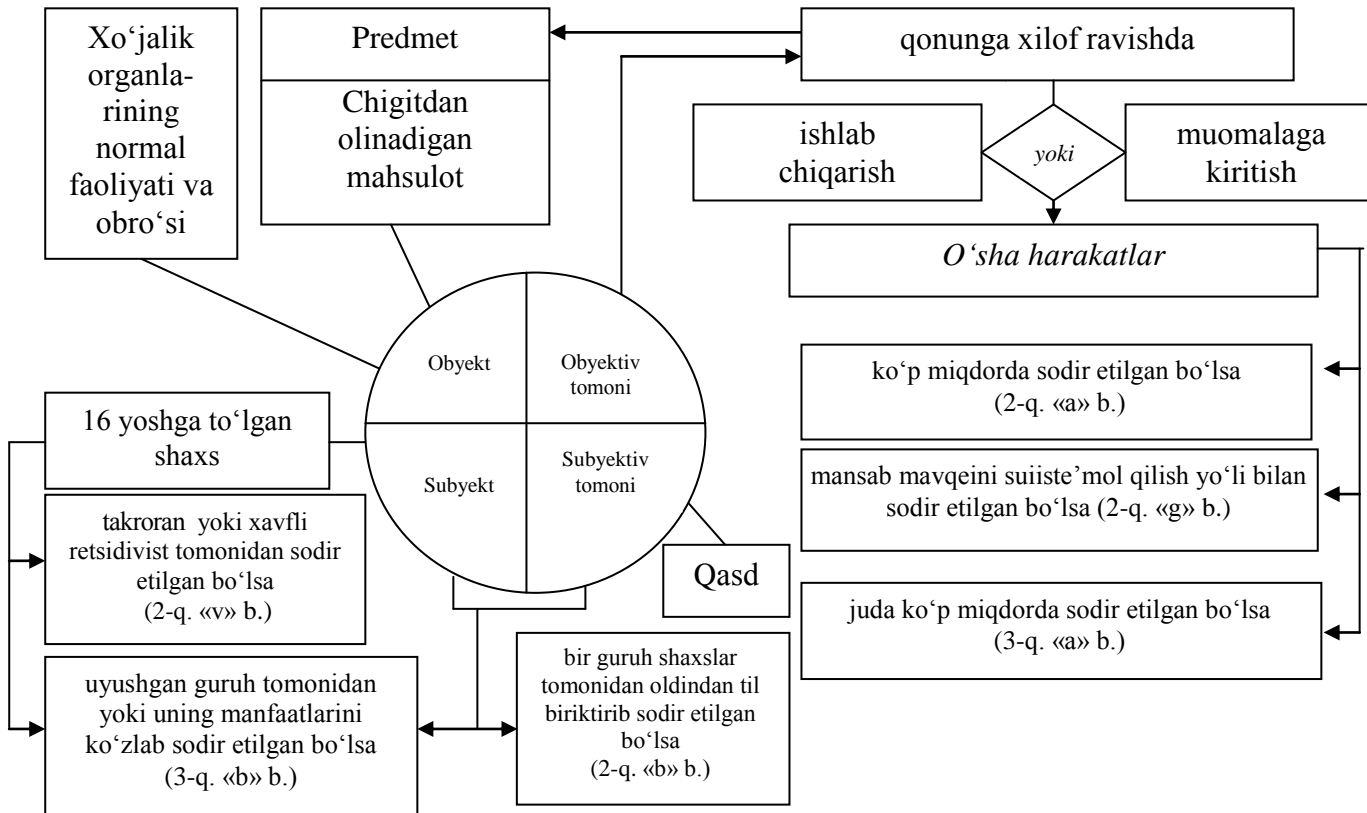 Xo‘jalik
organla-
rining
normal
faoliyati va
obro‘si
Predmet
Chigitdan
olinadigan
mahsulot
qonunga xilof ravishda
ishlab
chiqarish
yoki
muomalaga
kiritish
O‘sha harakatlar
Obyekt
Obyektiv
tomoni
Subyekt
Subyektiv
tomoni
16 yoshga to‘lgan
shaxs
takroran yoki xavfli
retsidivist tomonidan sodir
etilgan bo‘lsa
(2-q. «v» b.)
uyushgan guruh tomonidan
yoki uning manfaatlarini
ko‘zlab sodir etilgan bo‘lsa
(3-q. «b» b.)
Qasd
bir guruh shaxslar
tomonidan oldindan til
biriktirib sodir etilgan
bo‘lsa
(2-q. «b» b.)
ko‘p miqdorda sodir etilgan bo‘lsa
(2-q. «a» b.)
mansab mavqeini suiiste’mol qilish yo‘li bilan
sodir etilgan bo‘lsa (2-q. «g» b.)
juda ko‘p miqdorda sodir etilgan bo‘lsa
(3-q. «a» b.)